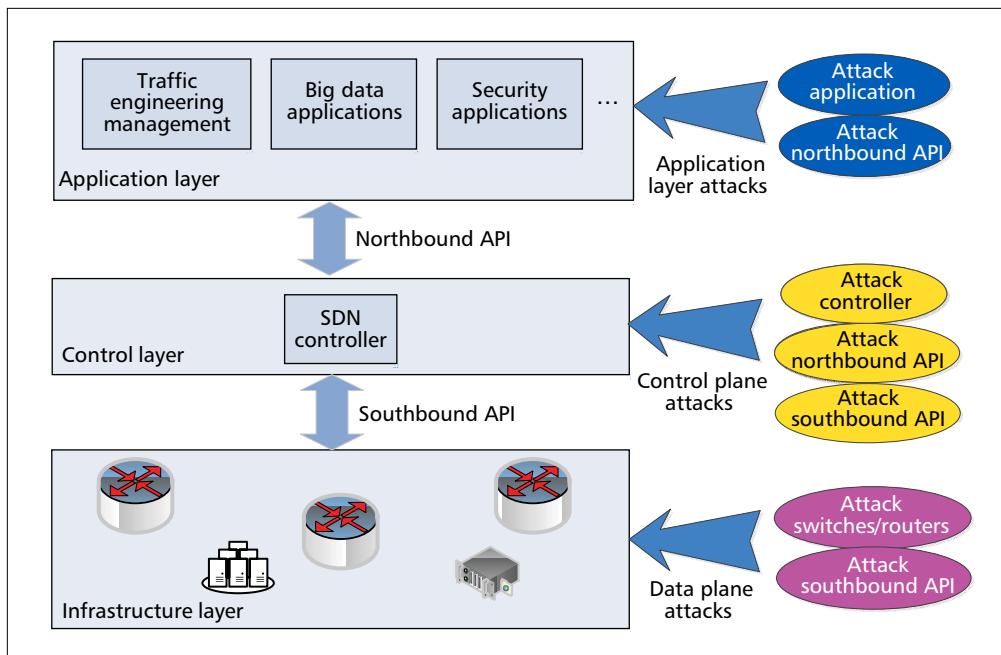 Traffic
engineering
management
Big data
applications
Security
applications
...
Application layer
Application
layer attacks
Attack
application
Attack
northbound API
Northbound API
SDN
controller
Control layer
Control plane
attacks
Attack
controller
Attack
northbound API
Attack
southbound API
Southbound API
Infrastructure layer
Data plane
attacks
Attack
switches/routers
Attack
southbound API